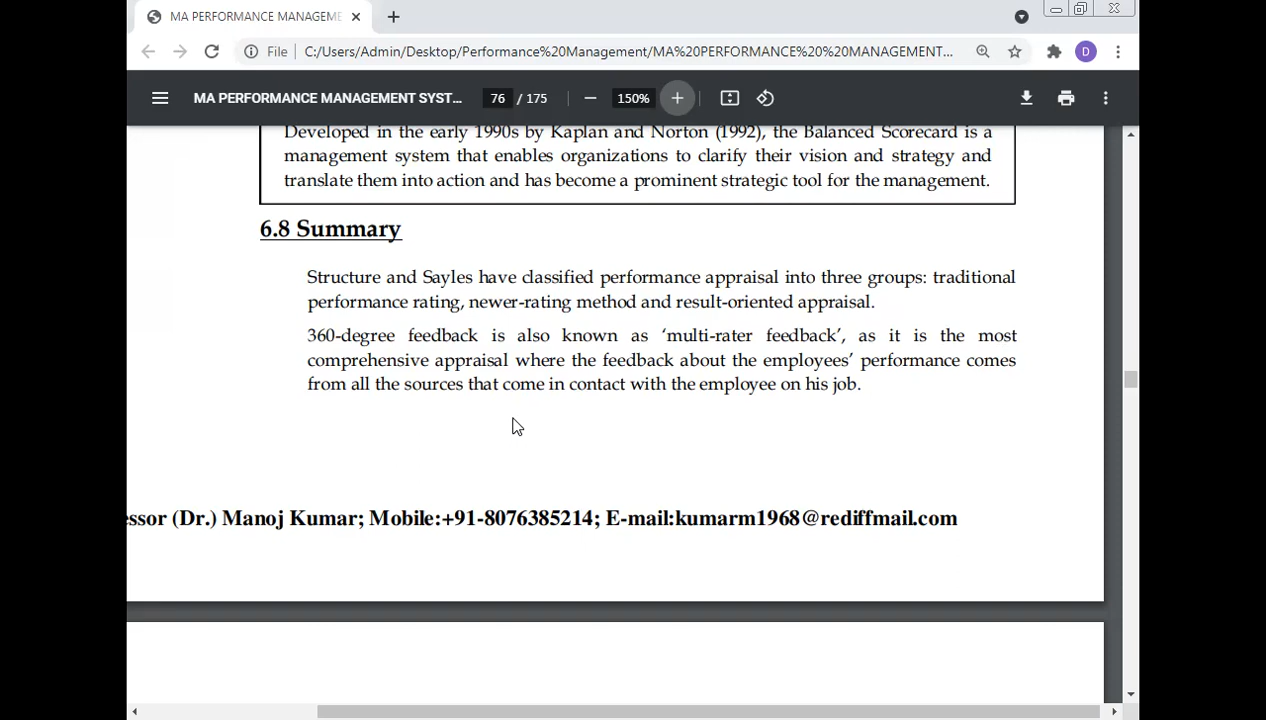 MA PERFORMANCE MANAGEME
File C:/Users/Admin/Desktop/Performance%20Management/MA%20PERFORMANCE%20%20MANAGEMENT... D
MA PERFORMANCE MANAGEMENT SYST... 76 / 175 150%
Developed in the early 1990s by Kaplan and Norton (1992), the Balanced Scorecard is a
management system that enables organizations to clarify their vision and strategy and
translate them into action and has become a prominent strategic tool for the management.
6.8 Summary
Structure and Sayles have classified performance appraisal into three groups: traditional
performance rating, newer-rating method and result-oriented appraisal.
360-degree feedback is also known as ‘multi-rater feedback’, as it is the most
comprehensive appraisal where the feedback about the employees’ performance comes
from all the sources that come in contact with the employee on his job.
essor (Dr.) Manoj Kumar; Mobile:+91-8076385214; E-mail:kumarm1968@rediffmail.com